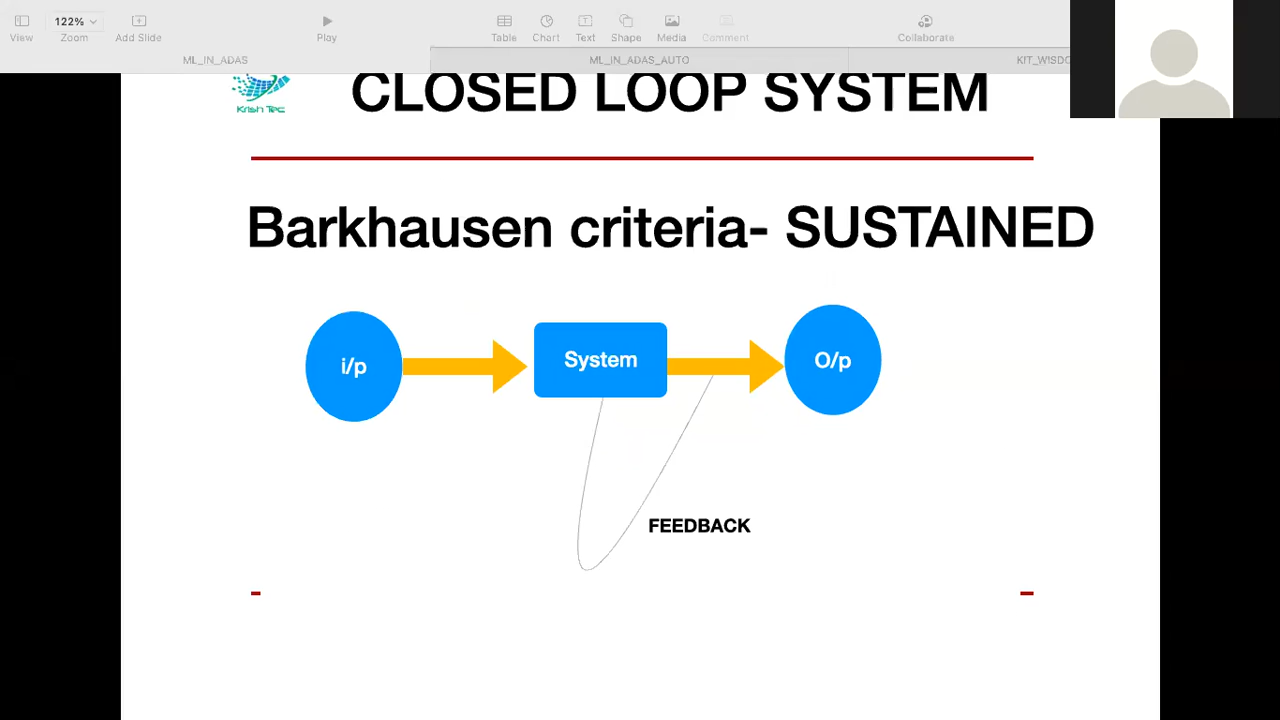 122%
View
Zoom
Add Slide
Play
Table
Chart
Text
Shape
Media
Comment
Collaborate
ML_IN_ADAS
ML_IN_ADAS_AUTO
KIT_WISDO
Krish Tec
CLOSED LOOP SYSTEM
Barkhausen criteria- SUSTAINED
i/p
System
O/p
FEEDBACK